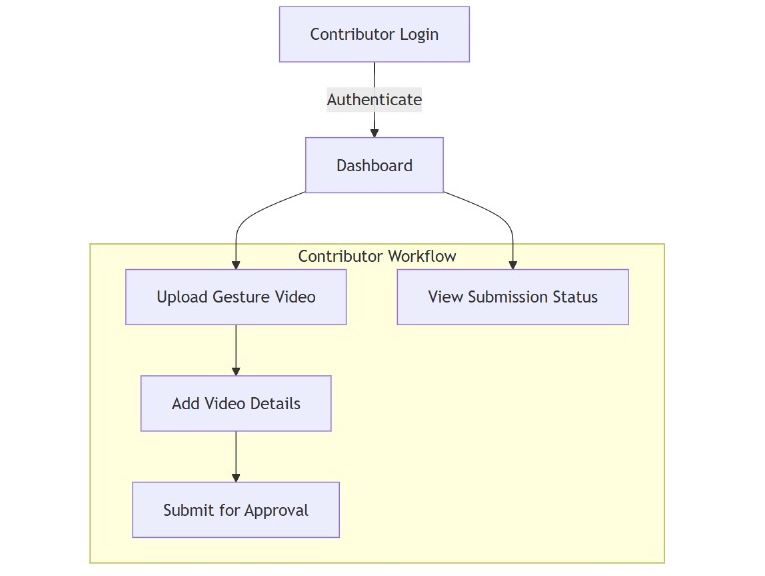 Contributor Login
Authenticate
Dashboard
Contributor Workflow
Upload Gesture Video
View Submission Status
Add Video Details
Submit for Approval